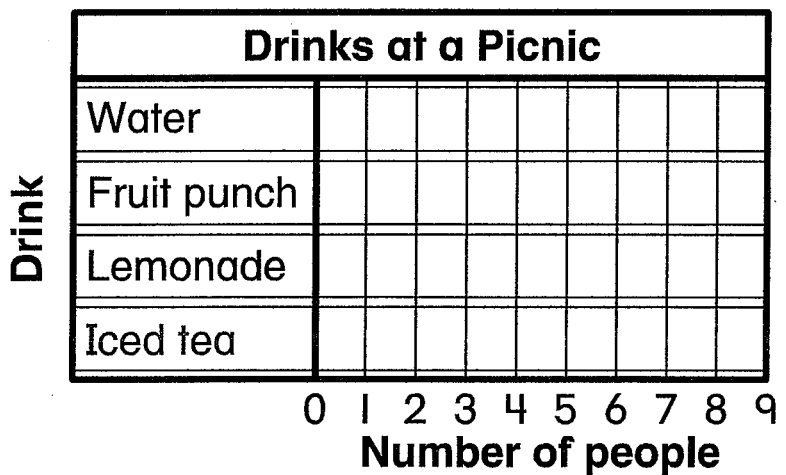 Drinks at a Picnic
Drink
Water
Fruit punch
Lemonade
Iced tea
0 1 2 3 4 5 6 7 8 9
Number of people